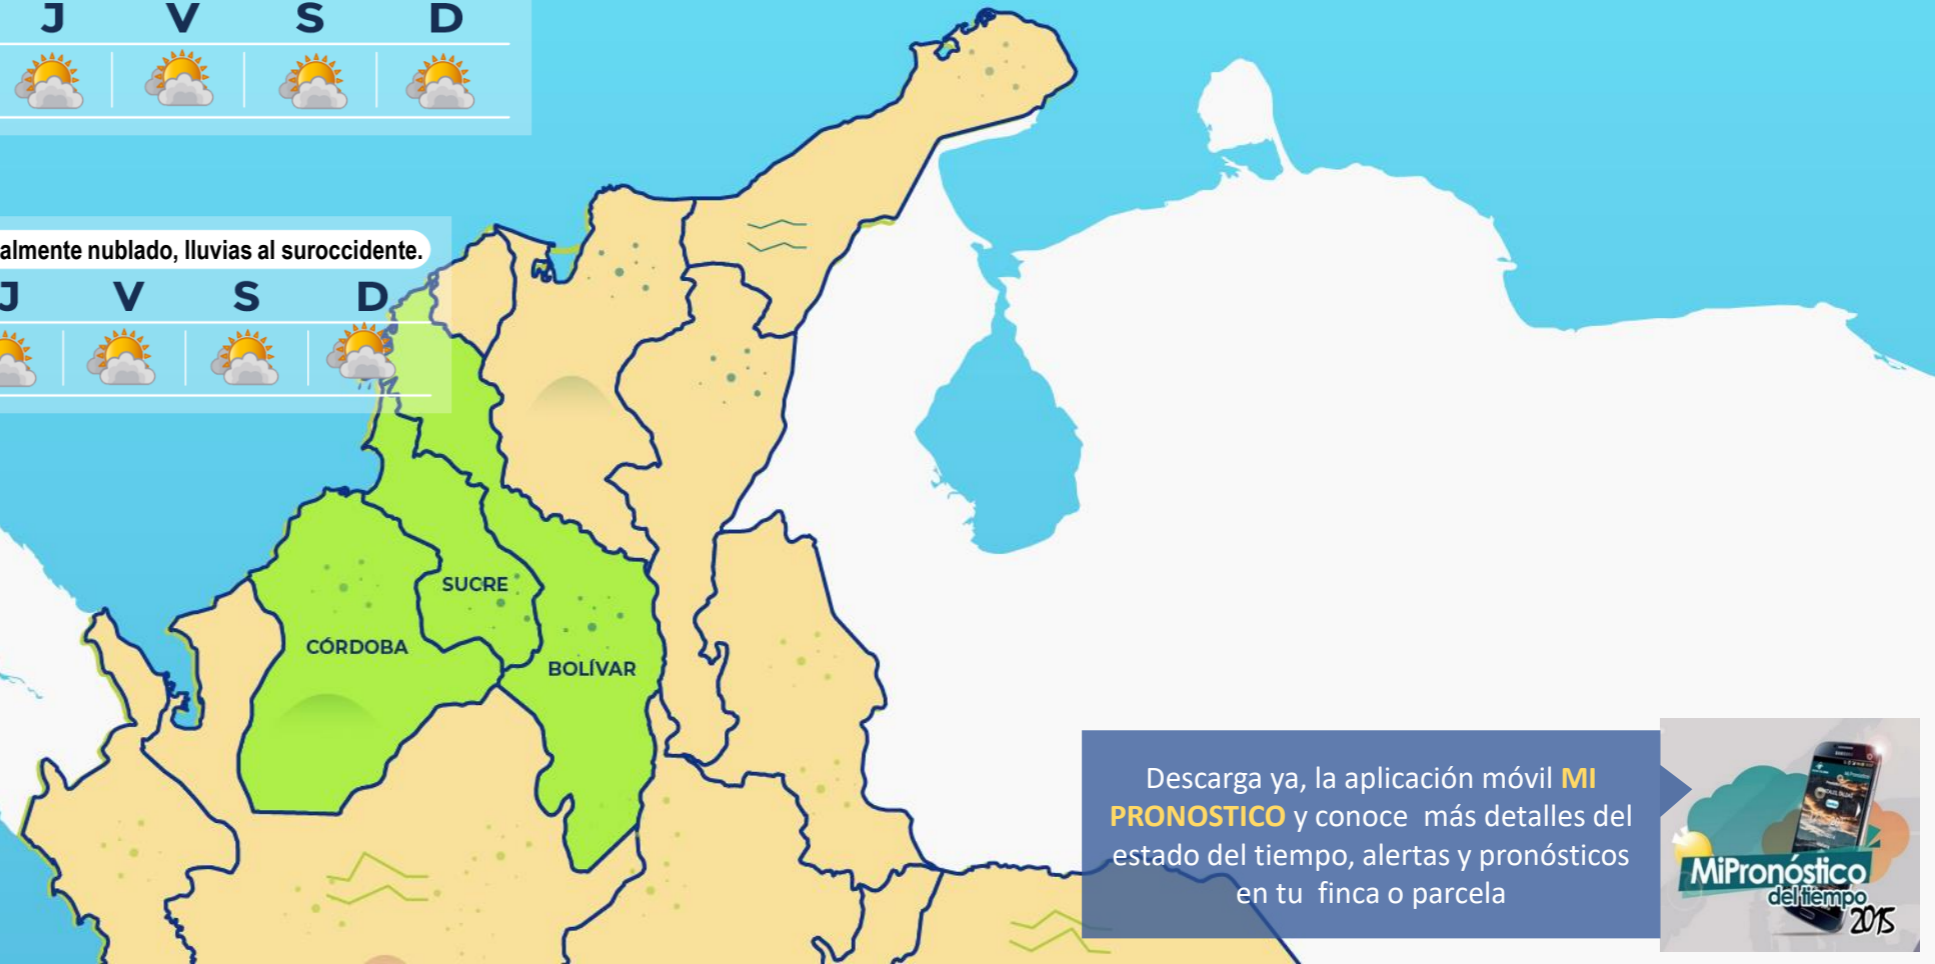 J V S D
almente nublado, lluvias al suroccidente.
J V S D
SUCRE
CÓRDOBA
BOLÍVAR
Descarga ya, la aplicación móvil MI
PRONOSTICO y conoce más detalles del
estado del tiempo, alertas y pronósticos
en tu finca o parcela
MiPronóstico
del tiempo
2015